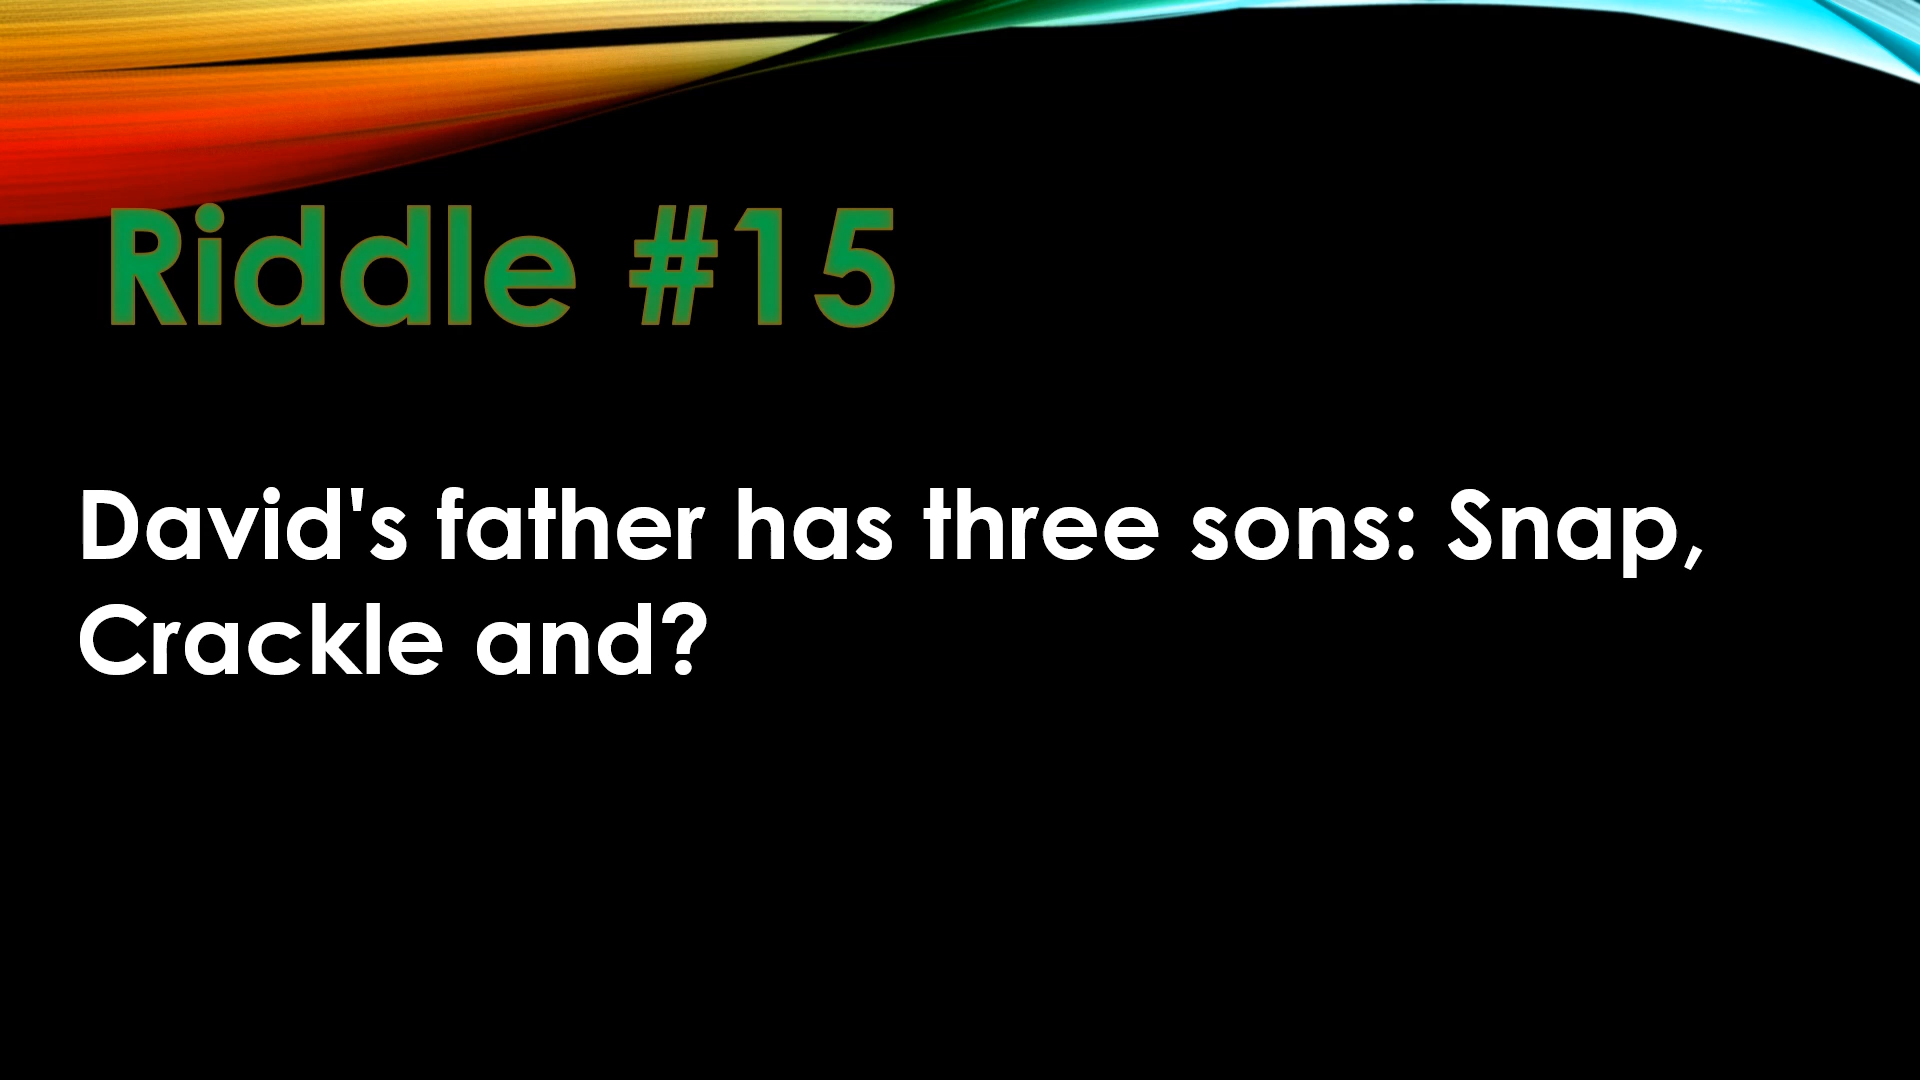 Riddle #15
David's father has three sons: Snap,
Crackle and?